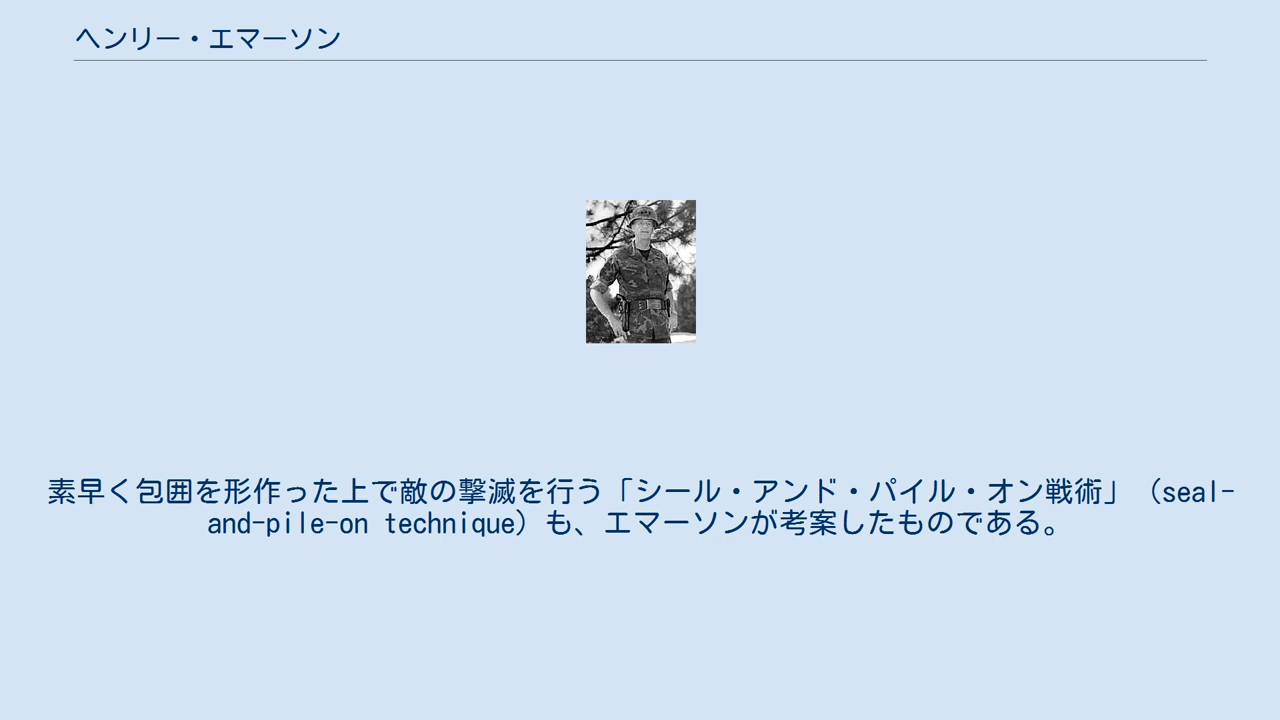 ヘンリー・エマーソン
素早く包囲を形作った上で敵の撃滅を行う「シール・アンド・パイル・オン戦術」（seal-
and-pile-on technique）も、エマーソンが考案したものである。